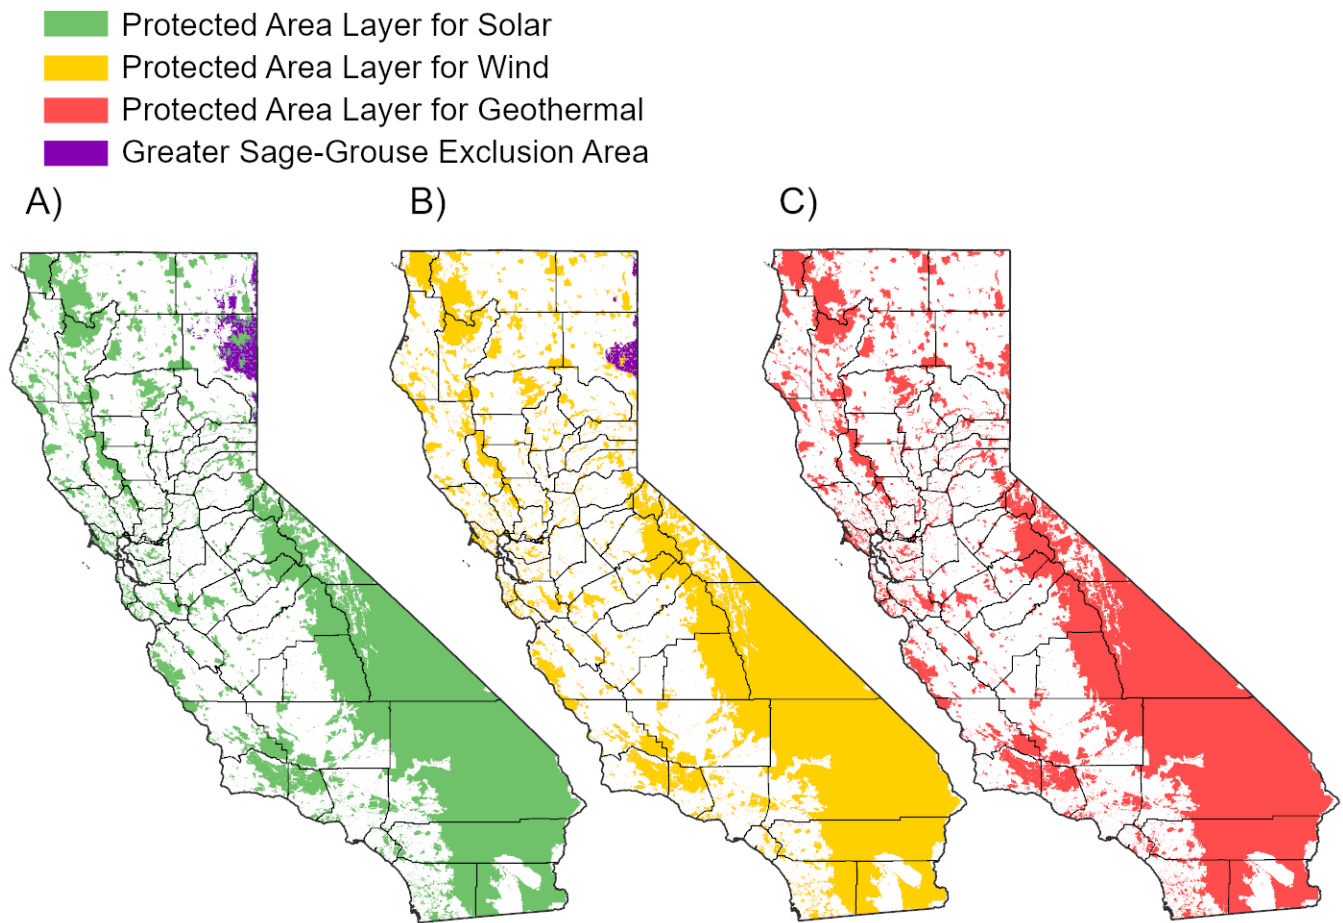 Protected Area Layer for Solar
Protected Area Layer for Wind
Protected Area Layer for Geothermal
Greater Sage-Grouse Exclusion Area
A)
B)
C)